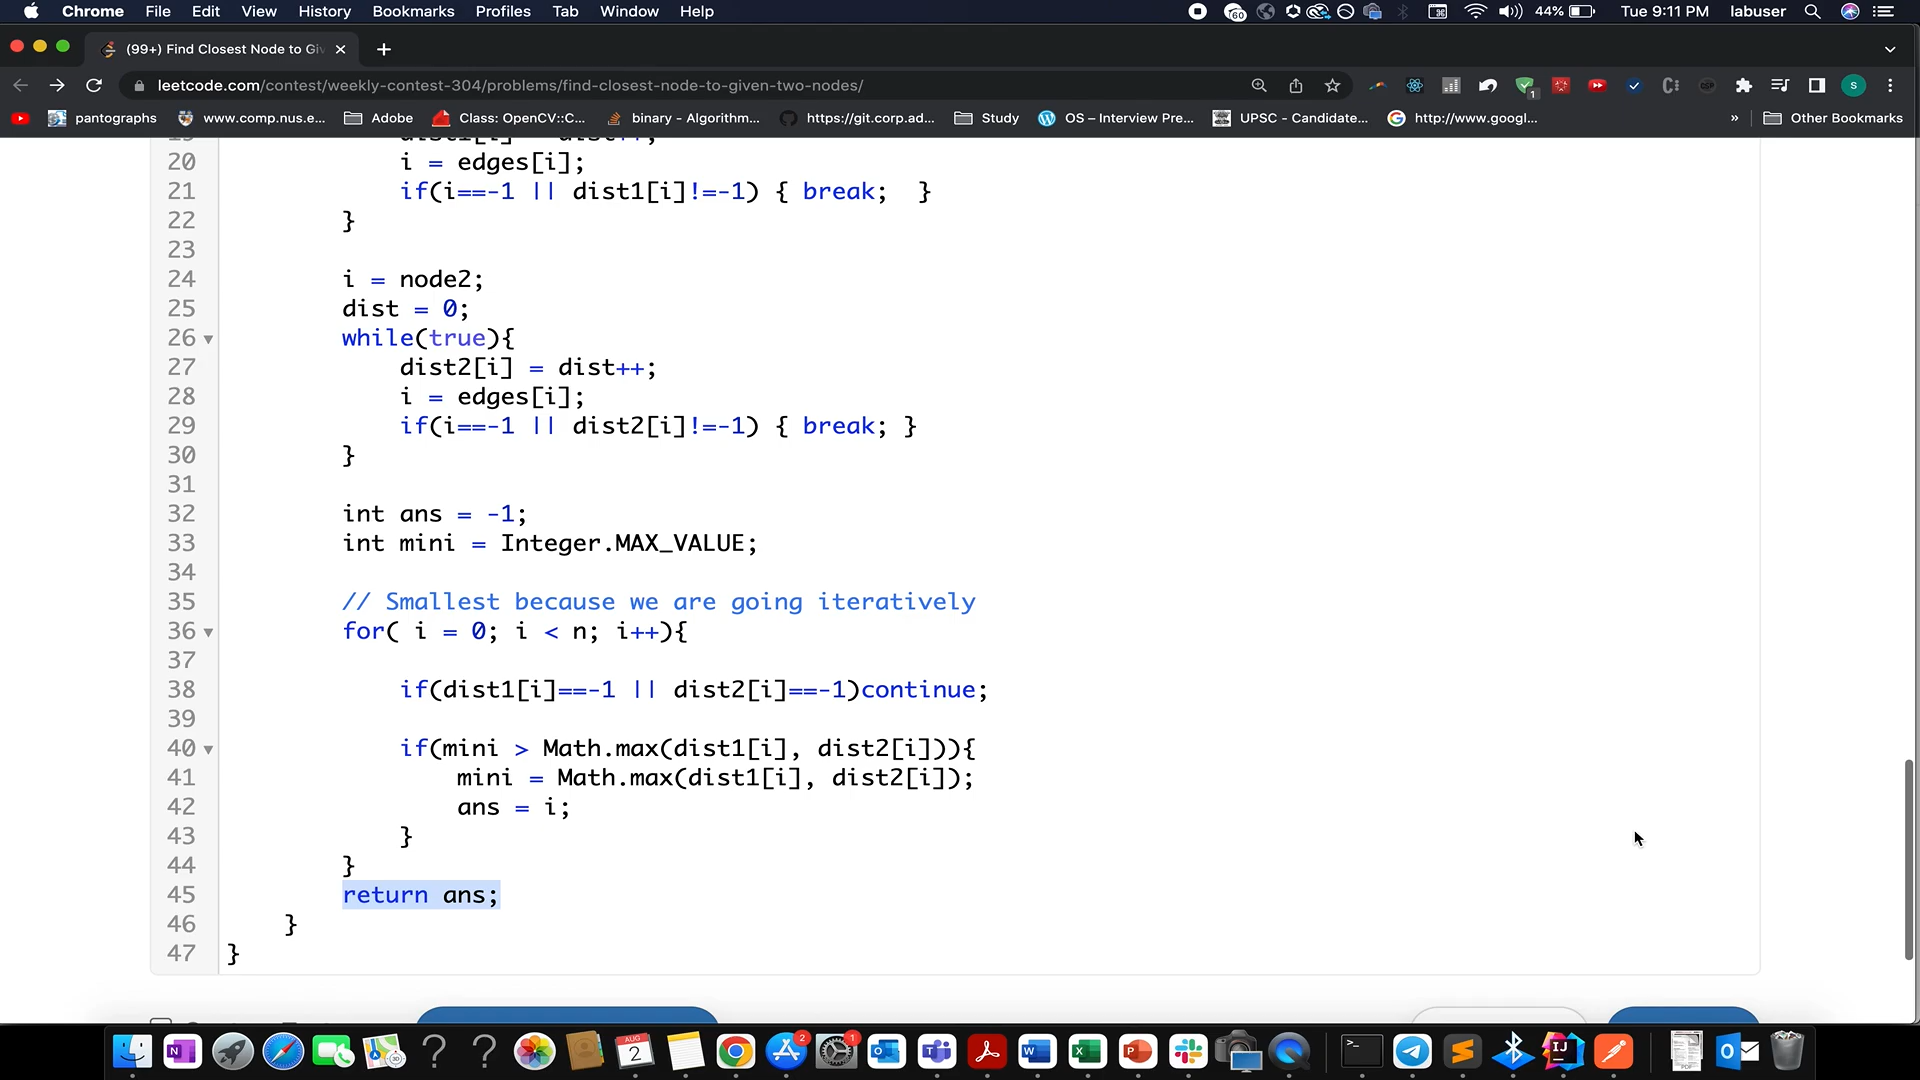 Chrome File Edit View History Bookmarks Profiles Tab Window Help 60 44% Tue 9:11 PM labuser
(99+) Find Closest Node to Giv
leetcode.com/contest/weekly-contest-304/problems/find-closest-node-to-given-two-nodes/
pantographs www.comp.nus.e... Adobe Class: OpenCV::C... binary - Algorithm... https://git.corp.ad... Study OS – Interview Pre... UPSC - Candidate... http://www.googl... » Other Bookmarks
20 i = edges[i];
21 if(i==-1 || dist1[i]!=-1) { break;  }
22 }
23
24 i = node2;
25 dist = 0;
26 while(true){
27 dist2[i] = dist++;
28 i = edges[i];
29 if(i==-1 || dist2[i]!=-1) { break; }
30 }
31
32 int ans = -1;
33 int mini = Integer.MAX_VALUE;
34
35 // Smallest because we are going iteratively
36 for( i = 0; i < n; i++){
37
38 if(dist1[i]==-1 || dist2[i]==-1)continue;
39
40 if(mini > Math.max(dist1[i], dist2[i])){
41 mini = Math.max(dist1[i], dist2[i]);
42 ans = i;
43 }
44 }
45 return ans;
46 }
47 }